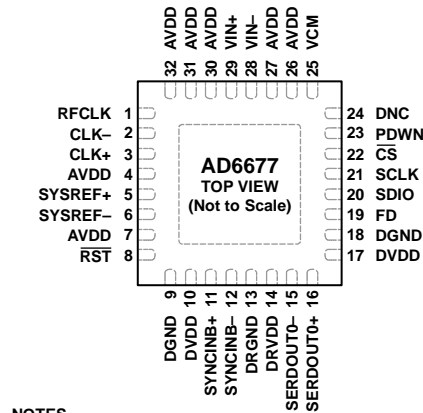 32 AVDD
31 AVDD
30 AVDD
29 VIN+
28 VIN–
27 AVDD
26 AVDD
25 VCM
RFCLK 1
CLK– 2
CLK+ 3
AVDD 4
SYSREF+ 5
SYSREF– 6
AVDD 7
RST 8
AD6677
TOP VIEW
(Not to Scale)
24 DNC
23 PDWN
22 CS
21 SCLK
20 SDIO
19 FD
18 DGND
17 DVDD
DGND 9
DVDD 10
SYNCINB+ 11
SYNCINB– 12
DRGND 13
DRVDD 14
SERDOUT0– 15
SERDOUT0+ 16